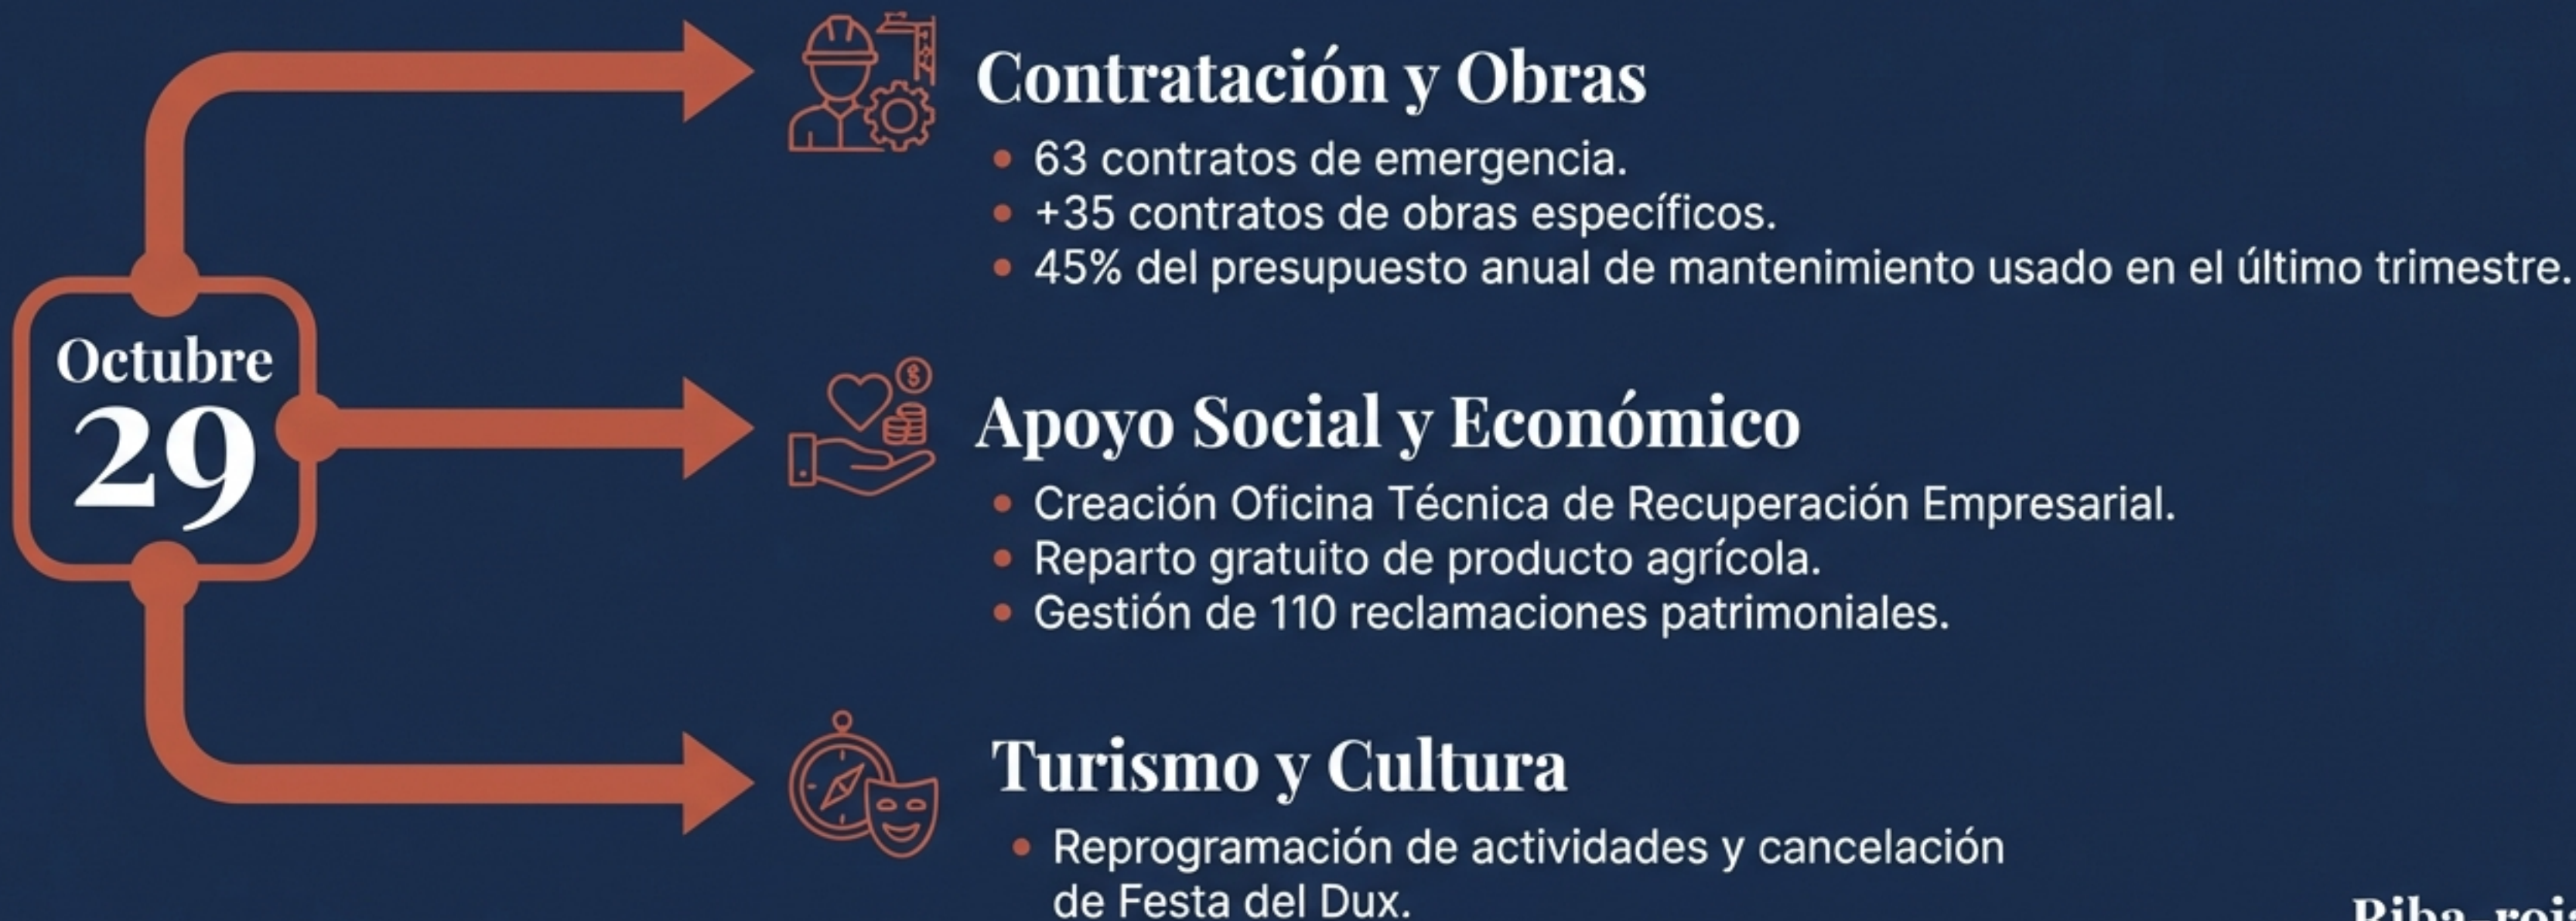 Contratación y Obras
• 63 contratos de emergencia.
• +35 contratos de obras específicos.
• 45% del presupuesto anual de mantenimiento usado en el último trimestre.
Octubre
29
$
Apoyo Social y Económico
• Creación Oficina Técnica de Recuperación Empresarial.
• Reparto gratuito de producto agrícola.
• Gestión de 110 reclamaciones patrimoniales.
Turismo y Cultura
• Reprogramación de actividades y cancelación
de Festa del Dux.